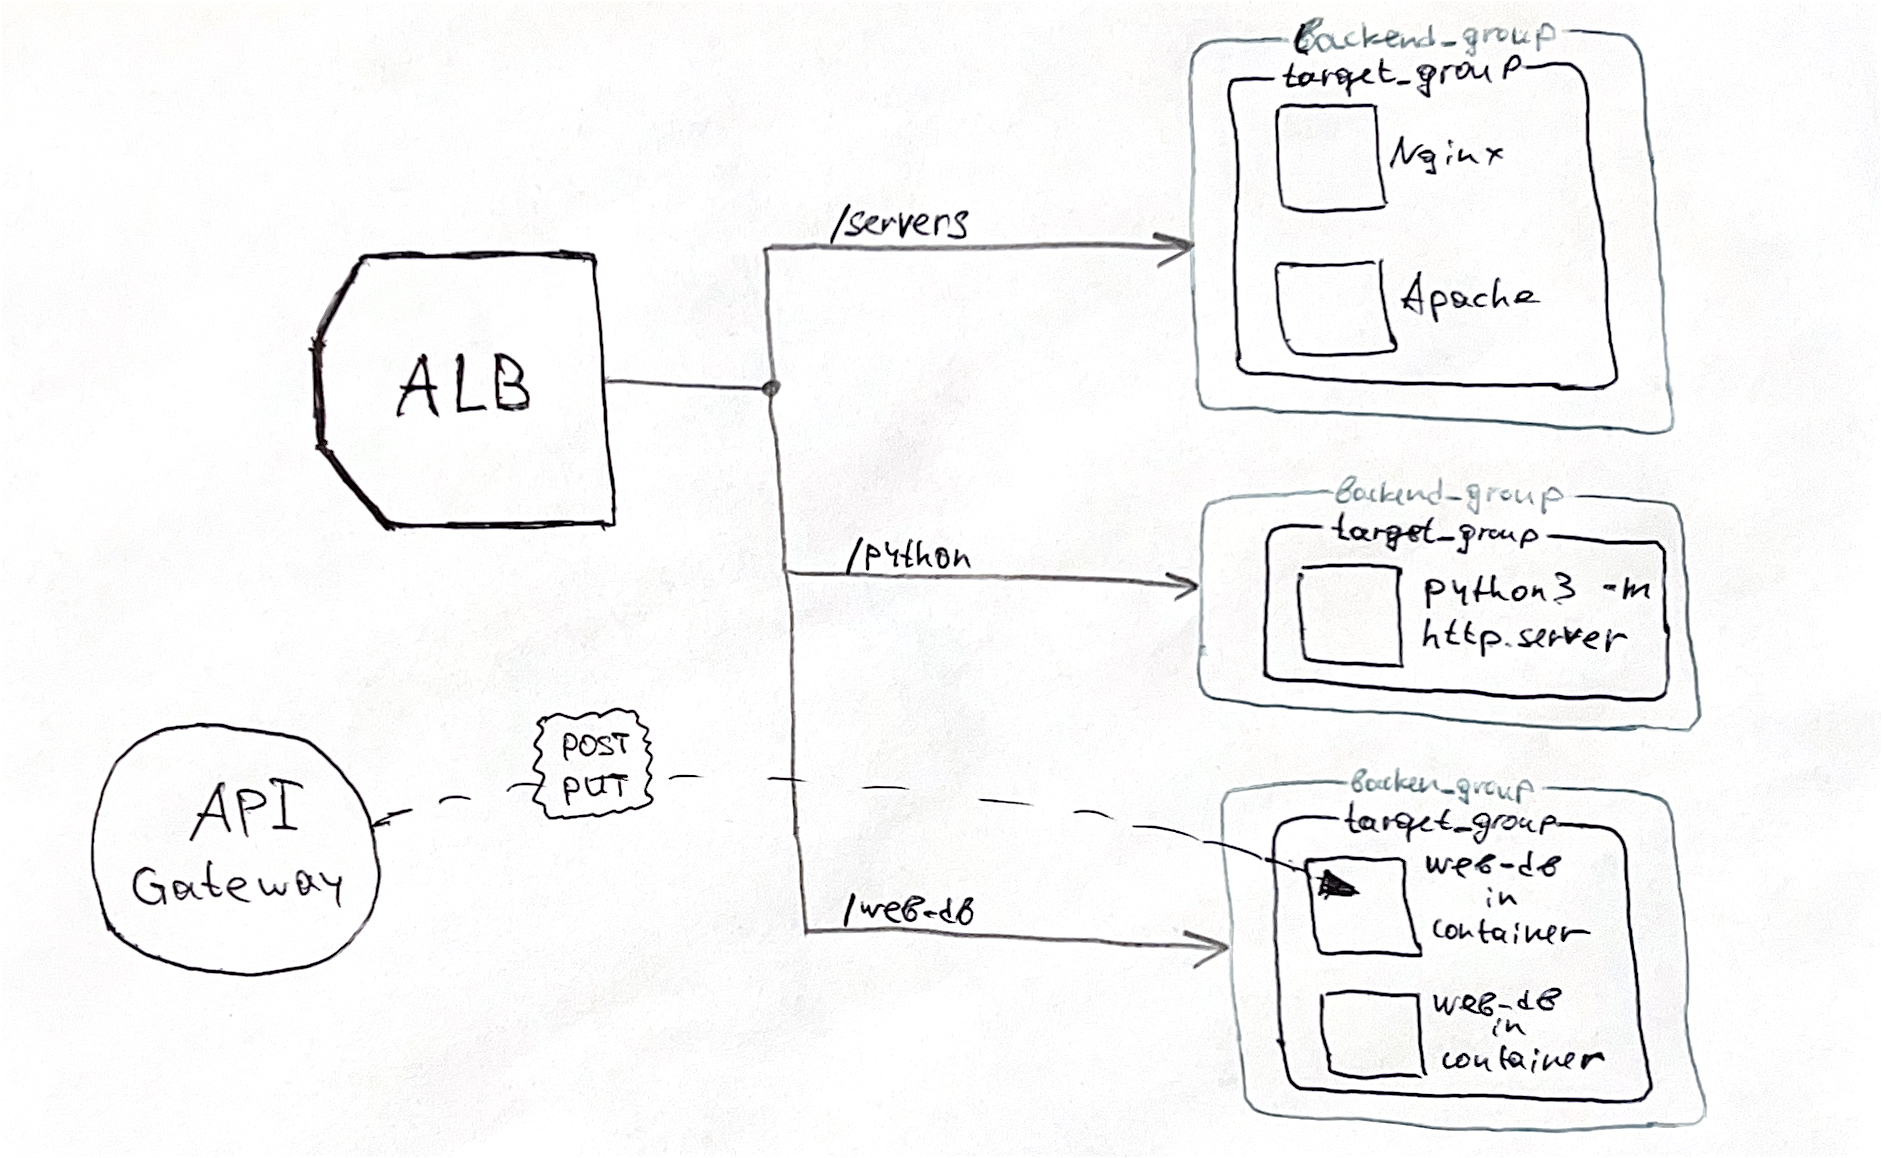 Backend_group
target_group
Nginx
/servers
Apache
ALB
Backend_group
target_group
/python
python3 -m
http.server
POST
PUT
API
Gateway
Backen_group
target_group
web-db
in
container
/web-db
web-db
in
container